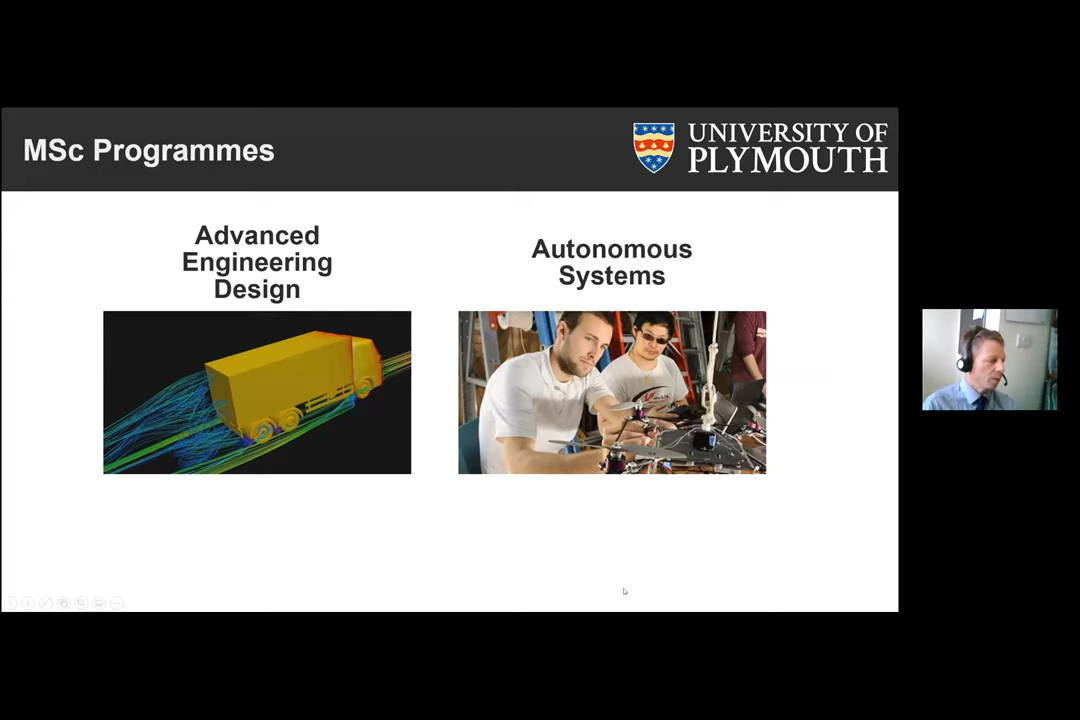 MSc Programmes
UNIVERSITY OF
PLYMOUTH
Advanced
Engineering
Design
Autonomous
Systems